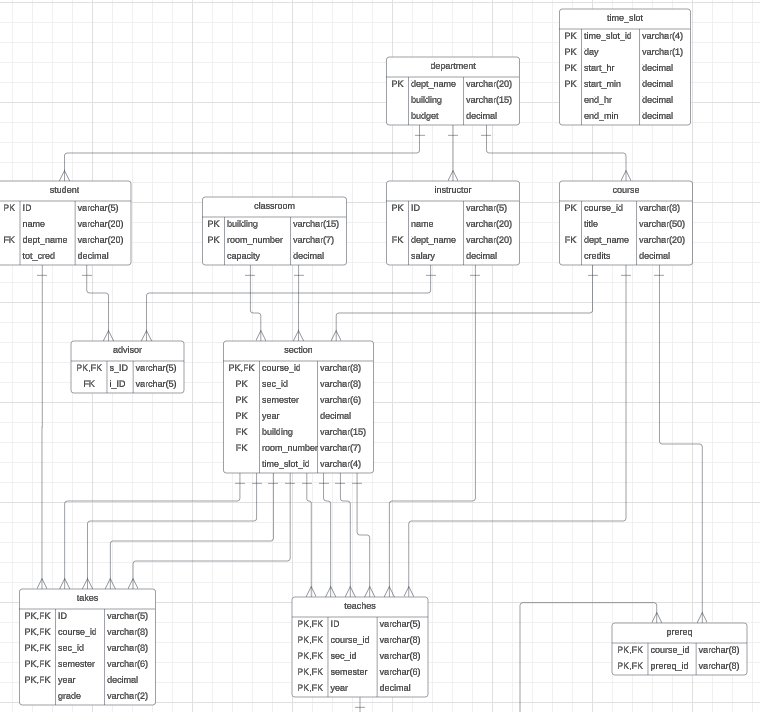 time_slot
PK time_slot_id varchar(4)
PK day varchar(1)
PK start_hr decimal
PK start_min decimal
end_hr decimal
end_min decimal
department
PK dept_name varchar(20)
building varchar(15)
budget decimal
student
PK ID varchar(5)
name varchar(20)
FK dept_name varchar(20)
tot_cred decimal
classroom
PK building varchar(15)
PK room_number varchar(7)
capacity decimal
instructor
PK ID varchar(5)
name varchar(20)
FK dept_name varchar(20)
salary decimal
course
PK course_id varchar(8)
title varchar(50)
FK dept_name varchar(20)
credits decimal
advisor
PK,FK s_ID varchar(5)
FK i_ID varchar(5)
section
PK,FK course_id varchar(8)
PK sec_id varchar(8)
PK semester varchar(6)
PK year decimal
FK building varchar(15)
FK room_number varchar(7)
time_slot_id varchar(4)
takes
PK,FK ID varchar(5)
PK,FK course_id varchar(8)
PK,FK sec_id varchar(8)
PK,FK semester varchar(6)
PK,FK year decimal
grade varchar(2)
teaches
PK,FK ID varchar(5)
PK,FK course_id varchar(8)
PK,FK sec_id varchar(8)
PK,FK semester varchar(6)
PK,FK year decimal
prereq
PK,FK course_id varchar(8)
PK,FK prereq_id varchar(8)